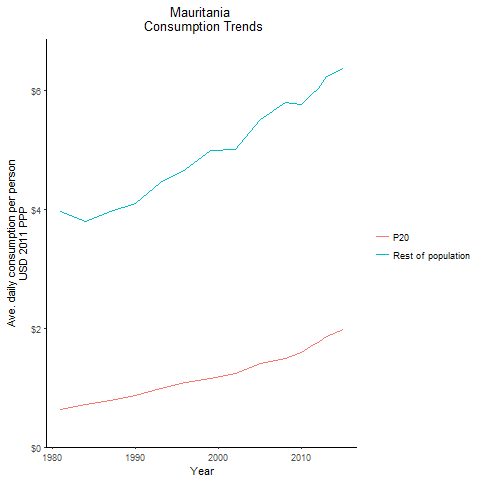 Mauritania
Consumption Trends
Ave. daily consumption per person
USD 2011 PPP
$6
$4
$2
$0
1980
1990
2000
2010
Year
P20
Rest of population